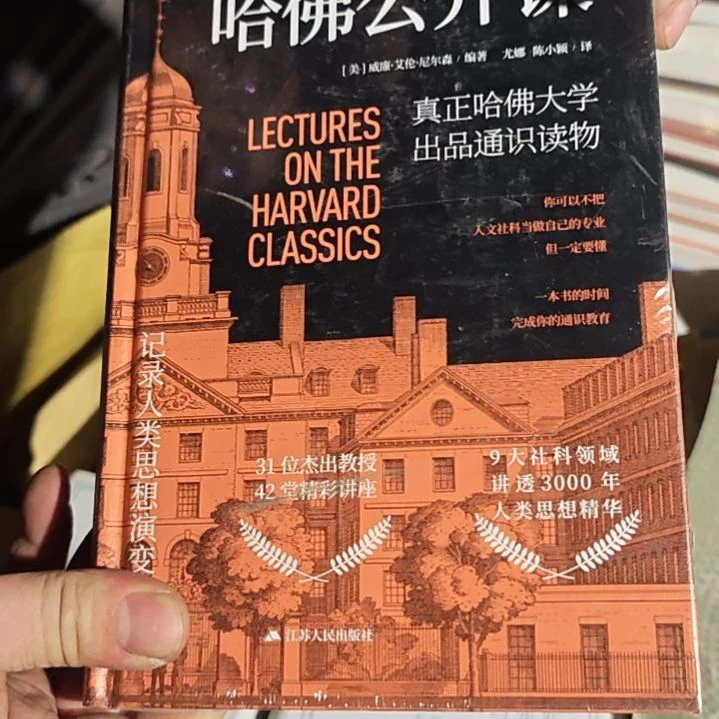 哈佛公开课
[美]威廉·艾伦·尼尔森／编著 尤娜 陈小颖／译
LECTURES
ON THE
HARVARD
CLASSICS
真正哈佛大学
出品通识读物
你可以不把
人文社科当做自己的专业
但一定要懂
一本书的时间
完成你的通识教育
记录人类思想演变
31位杰出教授
42堂精彩讲座
9大社科领域
讲透3000年
人类思想精华
江苏人民出版社